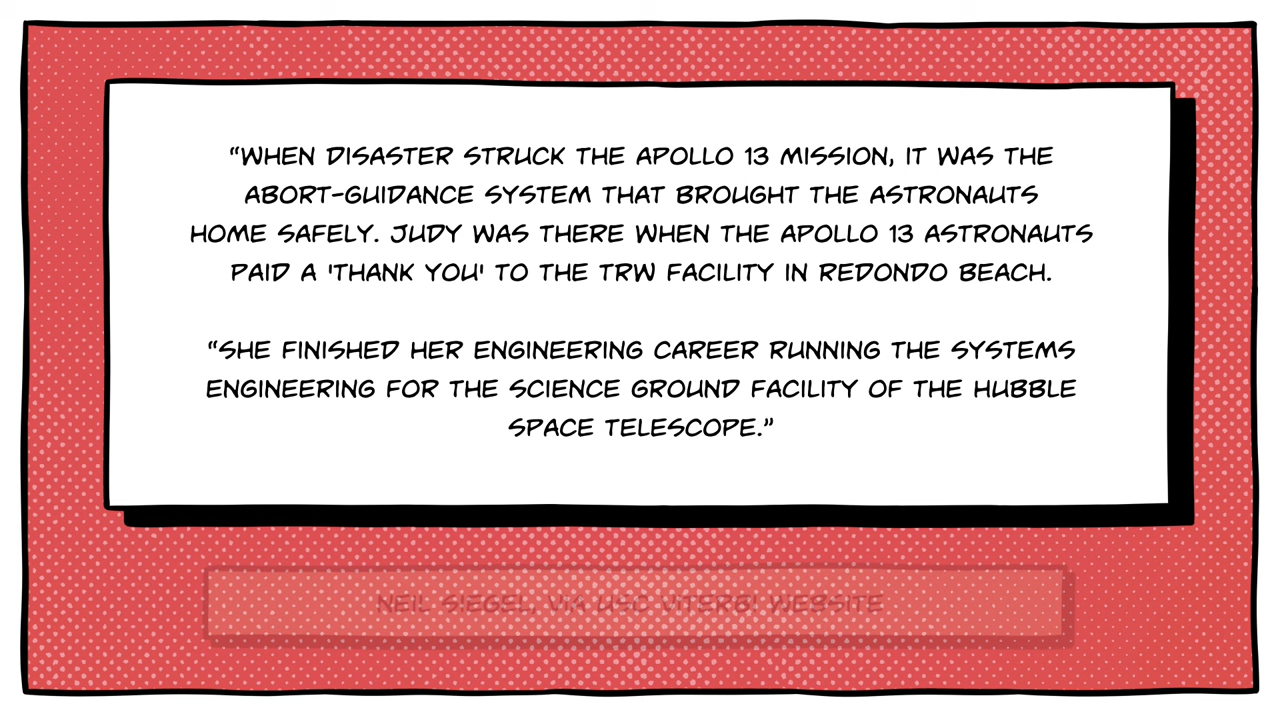 “WHEN DISASTER STRUCK THE APOLLO 13 MISSION, IT WAS THE
ABORT-GUIDANCE SYSTEM THAT BROUGHT THE ASTRONAUTS
HOME SAFELY. JUDY WAS THERE WHEN THE APOLLO 13 ASTRONAUTS
PAID A 'THANK YOU' TO THE TRW FACILITY IN REDONDO BEACH.
“SHE FINISHED HER ENGINEERING CAREER RUNNING THE SYSTEMS
ENGINEERING FOR THE SCIENCE GROUND FACILITY OF THE HUBBLE
SPACE TELESCOPE.”
NEIL SIEGEL, VIA USC VITERBI WEBSITE